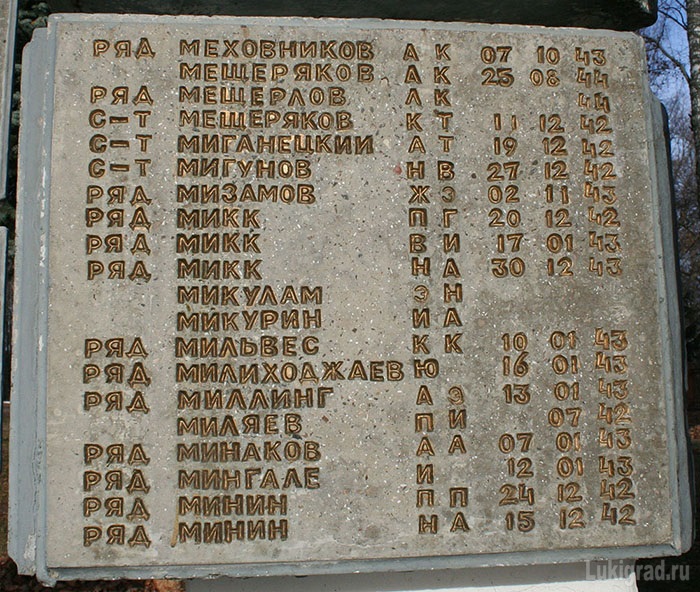 РЯД МЕХОВНИКОВ А К 07 10 43
МЕЩЕРЯКОВ А К 25 08 44
РЯД МЕЩЕРЛОВ Л К 44
С-Т МЕЩЕРЯКОВ К Т 11 12 42
С-Т МИГАНЕЦКИЙ А Т 19 12 42
С-Т МИГУНОВ Н В 27 12 42
РЯД МИЗАМОВ Ж Э 02 11 43
РЯД МИКК П Г 20 12 42
РЯД МИКК В И 17 01 43
РЯД МИКК Н А 30 12 43
МИКУЛАМ Э Н
МИКУРИН И А
РЯД МИЛЬВЕС К К 10 01 43
РЯД МИЛИХОДЖАЕВ Ю 16 01 43
РЯД МИЛЛИНГ А Э 13 01 43
МИЛЯЕВ П И 07 42
РЯД МИНАКОВ А А 07 01 43
РЯД МИНГАЛЕ И 12 01 43
РЯД МИНИН П П 24 12 42
РЯД МИНИН Н А 15 12 42
Lukigrad.ru